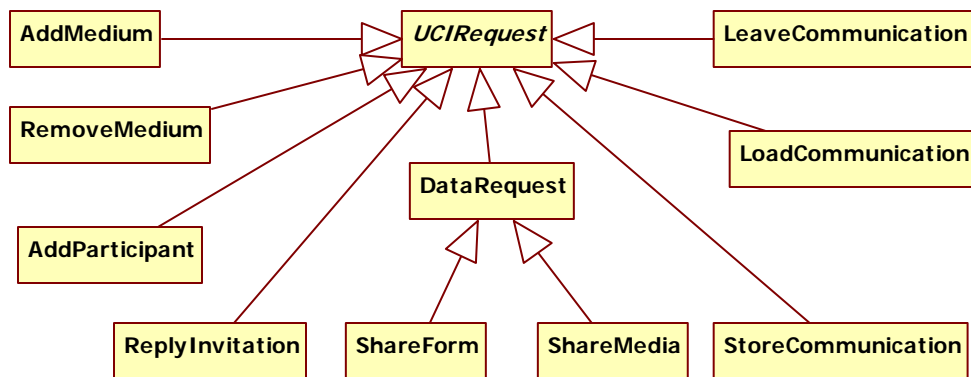 AddMedium
UCIRequest
LeaveCommunication
RemoveMedium
LoadCommunication
DataRequest
AddParticipant
ReplyInvitation
ShareForm
ShareMedia
StoreCommunication